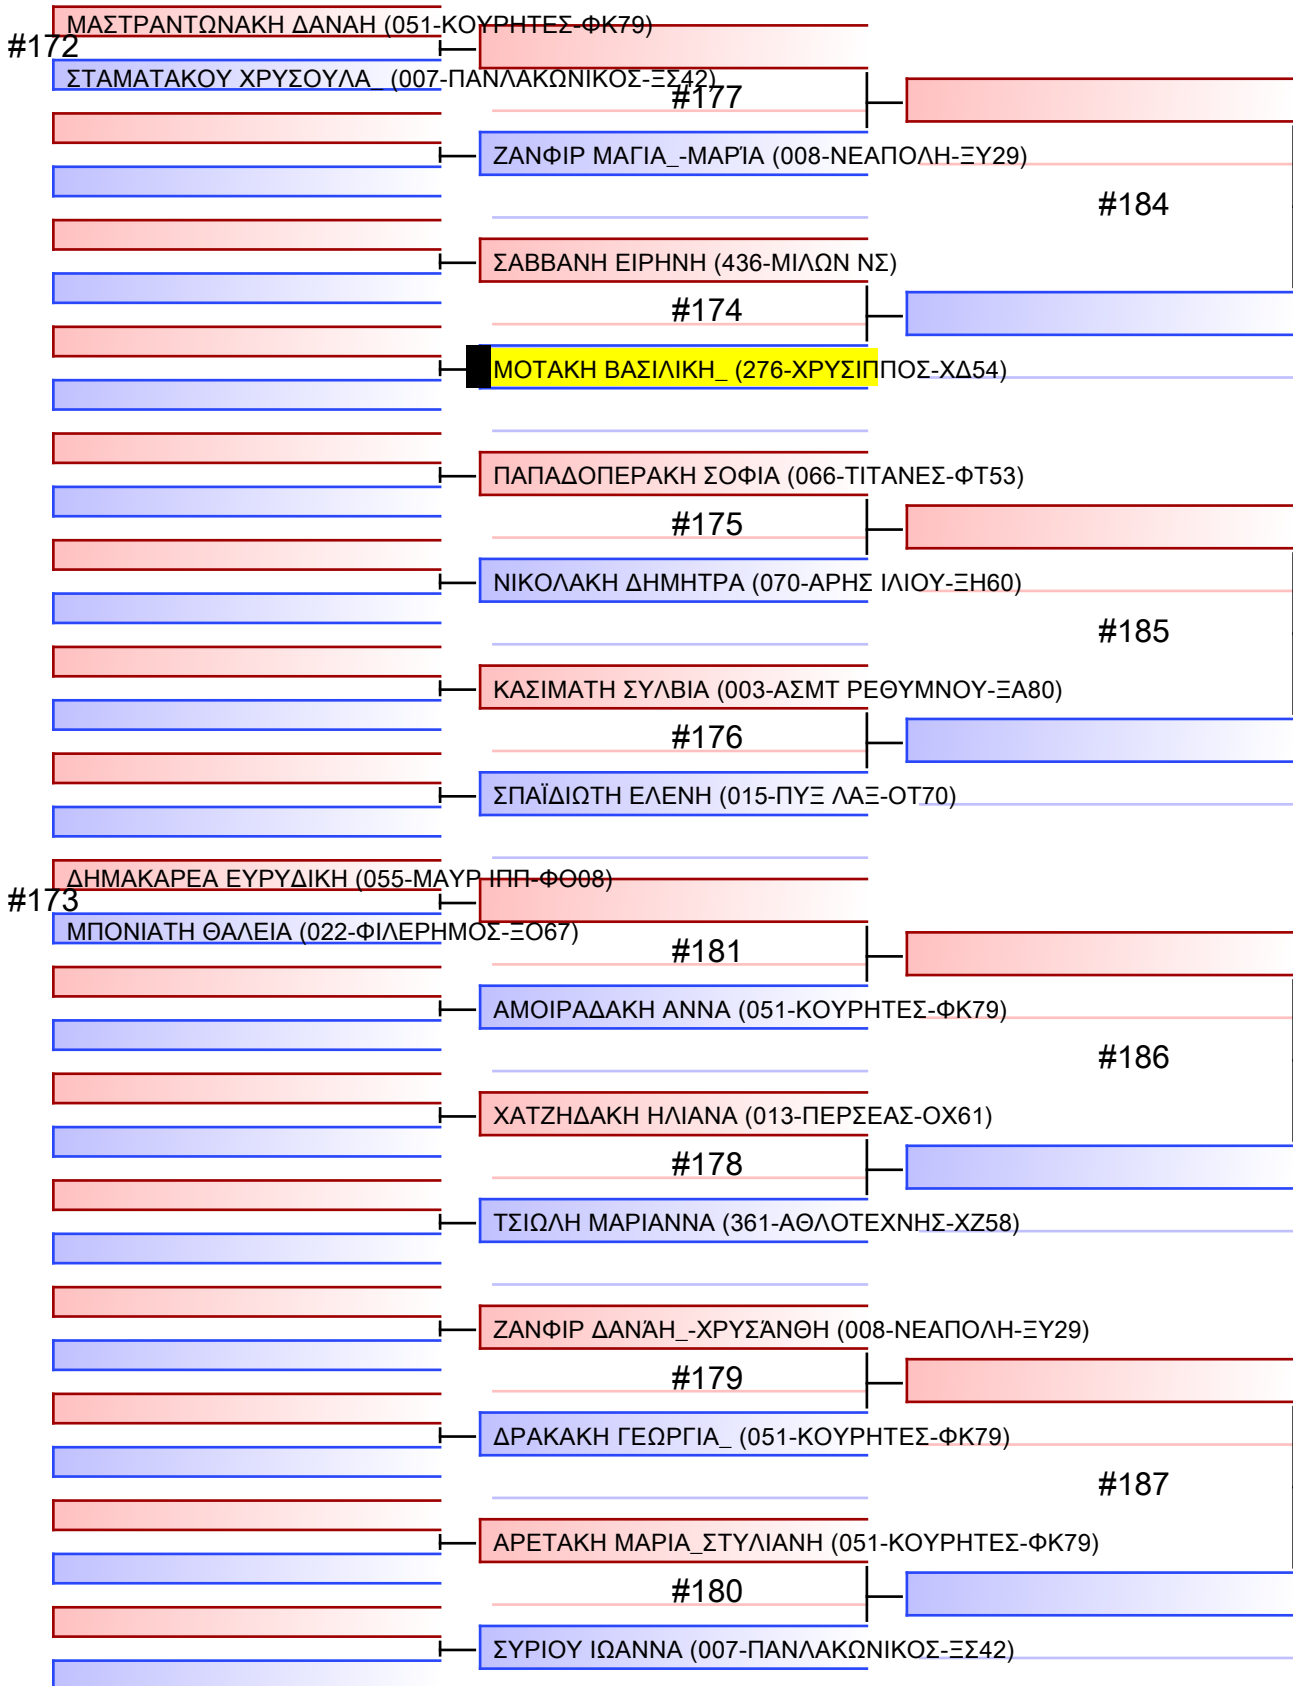 ΜΑΣΤΡΑΝΤΩΝΑΚΗ ΔΑΝΑΗ (051-ΚΟΥΡΗΤΕΣ-ΦΚ79)
#172
ΣΤΑΜΑΤΑΚΟΥ ΧΡΥΣΟΥΛΑ_ (007-ΠΑΝΛΑΚΩΝΙΚΟΣ-ΞΣ42)
#177
ΖΑΝΦΙΡ ΜΑΓΙΑ_-ΜΑΡΊΑ (008-ΝΕΑΠΟΛΗ-ΞΥ29)
#184
ΣΑΒΒΑΝΗ ΕΙΡΗΝΗ (436-ΜΙΛΩΝ ΝΣ)
#174
ΜΟΤΑΚΗ ΒΑΣΙΛΙΚΗ_ (276-ΧΡΥΣΙΠΠΟΣ-ΧΔ54)
ΠΑΠΑΔΟΠΕΡΑΚΗ ΣΟΦΙΑ (066-ΤΙΤΑΝΕΣ-ΦΤ53)
#175
ΝΙΚΟΛΑΚΗ ΔΗΜΗΤΡΑ (070-ΑΡΗΣ ΙΛΙΟΥ-ΞΗ60)
#185
ΚΑΣΙΜΑΤΗ ΣΥΛΒΙΑ (003-ΑΣΜΤ ΡΕΘΥΜΝΟΥ-ΞΑ80)
#176
ΣΠΑΪΔΙΩΤΗ ΕΛΕΝΗ (015-ΠΥΞ ΛΑΞ-ΟΤ70)
ΔΗΜΑΚΑΡΕΑ ΕΥΡΥΔΙΚΗ (055-ΜΑΥΡ ΙΠΠ-ΦΟ08)
#173
ΜΠΟΝΙΑΤΗ ΘΑΛΕΙΑ (022-ΦΙΛΕΡΗΜΟΣ-ΞΟ67)
#181
ΑΜΟΙΡΑΔΑΚΗ ΑΝΝΑ (051-ΚΟΥΡΗΤΕΣ-ΦΚ79)
#186
ΧΑΤΖΗΔΑΚΗ ΗΛΙΑΝΑ (013-ΠΕΡΣΕΑΣ-ΟΧ61)
#178
ΤΣΙΩΛΗ ΜΑΡΙΑΝΝΑ (361-ΑΘΛΟΤΕΧΝΗΣ-ΧΖ58)
ΖΑΝΦΙΡ ΔΑΝΆΗ_-ΧΡΥΣΆΝΘΗ (008-ΝΕΑΠΟΛΗ-ΞΥ29)
#179
ΔΡΑΚΑΚΗ ΓΕΩΡΓΙΑ_ (051-ΚΟΥΡΗΤΕΣ-ΦΚ79)
#187
ΑΡΕΤΑΚΗ ΜΑΡΙΑ_ΣΤΥΛΙΑΝΗ (051-ΚΟΥΡΗΤΕΣ-ΦΚ79)
#180
ΣΥΡΙΟΥ ΙΩΑΝΝΑ (007-ΠΑΝΛΑΚΩΝΙΚΟΣ-ΞΣ42)